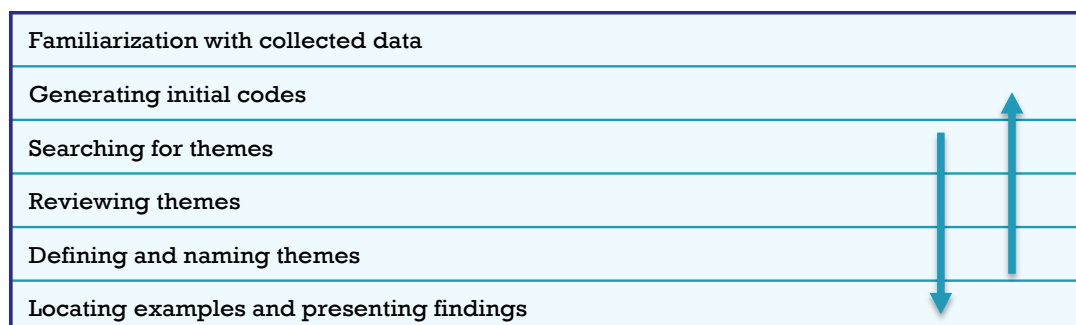 Familiarization with collected data
Generating initial codes
Searching for themes
Reviewing themes
Defining and naming themes
Locating examples and presenting findings